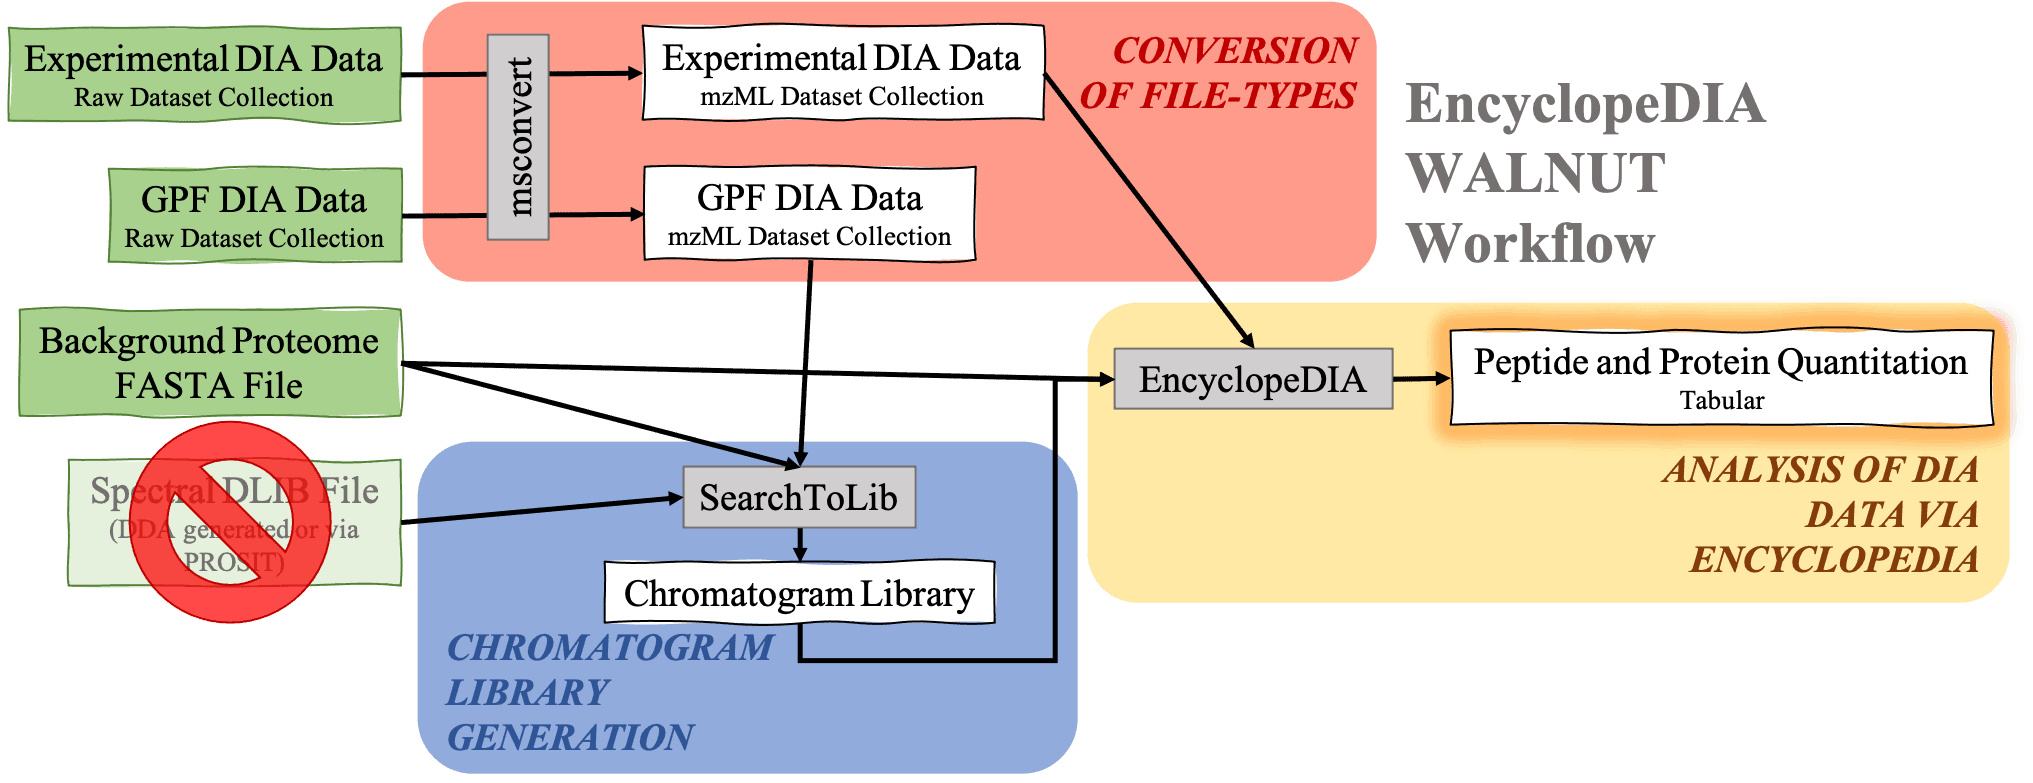 Experimental DIA Data
Raw Dataset Collection
msconvert
Experimental DIA Data
mzML Dataset Collection
CONVERSION
OF FILE-TYPES
EncyclopeDIA
WALNUT
Workflow
GPF DIA Data
Raw Dataset Collection
GPF DIA Data
mzML Dataset Collection
Background Proteome
FASTA File
EncyclopeDIA
Peptide and Protein Quantitation
Tabular
Spectral DLIB File
(DDA generated or via
PROSIT)
SearchToLib
Chromatogram Library
CHROMATOGRAM
LIBRARY
GENERATION
ANALYSIS OF DIA
DATA VIA
ENCYCLOPEDIA